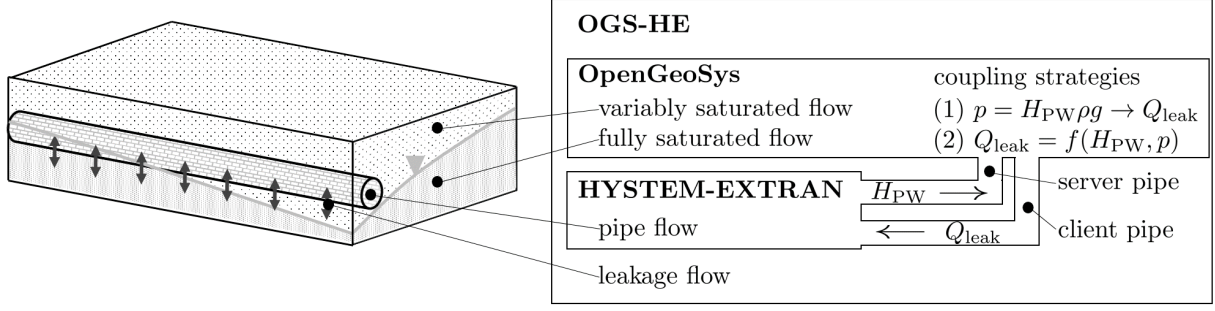 OGS-HE
OpenGeoSys
variably saturated flow
fully saturated flow
coupling strategies
(1) p = H_PW ρg → Q_leak
(2) Q_leak = f(H_PW, p)
HYSTEM-EXTRAN
pipe flow
leakage flow
H_PW →
← Q_leak
server pipe
client pipe